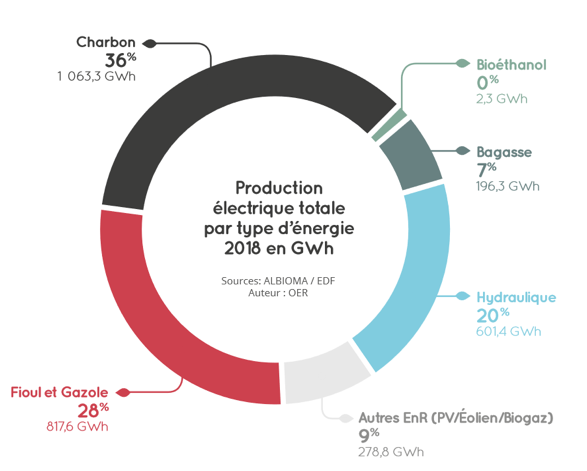 Charbon
36%
1 063,3 GWh
Bioéthanol
0%
2,3 GWh
Bagasse
7%
196,3 GWh
Production
électrique totale
par type d'énergie
2018 en GWh
Sources: ALBIOMA / EDF
Auteur : OER
Hydraulique
20%
601,4 GWh
Fioul et Gazole
28%
817,6 GWh
Autres EnR (PV/Éolien/Biogaz)
9%
278,8 GWh